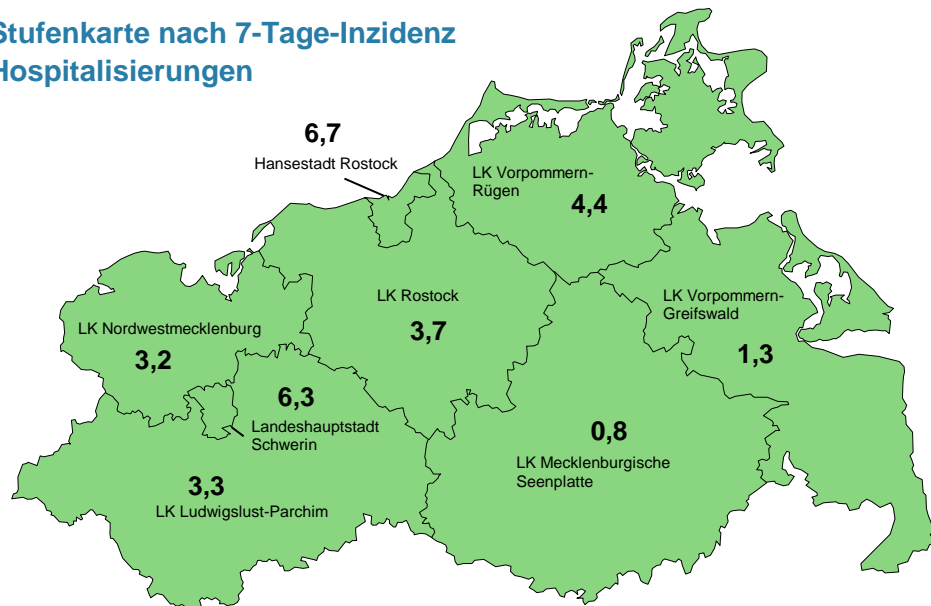 Stufenkarte nach 7-Tage-Inzidenz
Hospitalisierungen
6,7
Hansestadt Rostock
LK Vorpommern-
Rügen
4,4
LK Rostock
3,7
LK Vorpommern-
Greifswald
1,3
LK Nordwestmecklenburg
3,2
6,3
Landeshauptstadt
Schwerin
0,8
LK Mecklenburgische
Seenplatte
3,3
LK Ludwigslust-Parchim